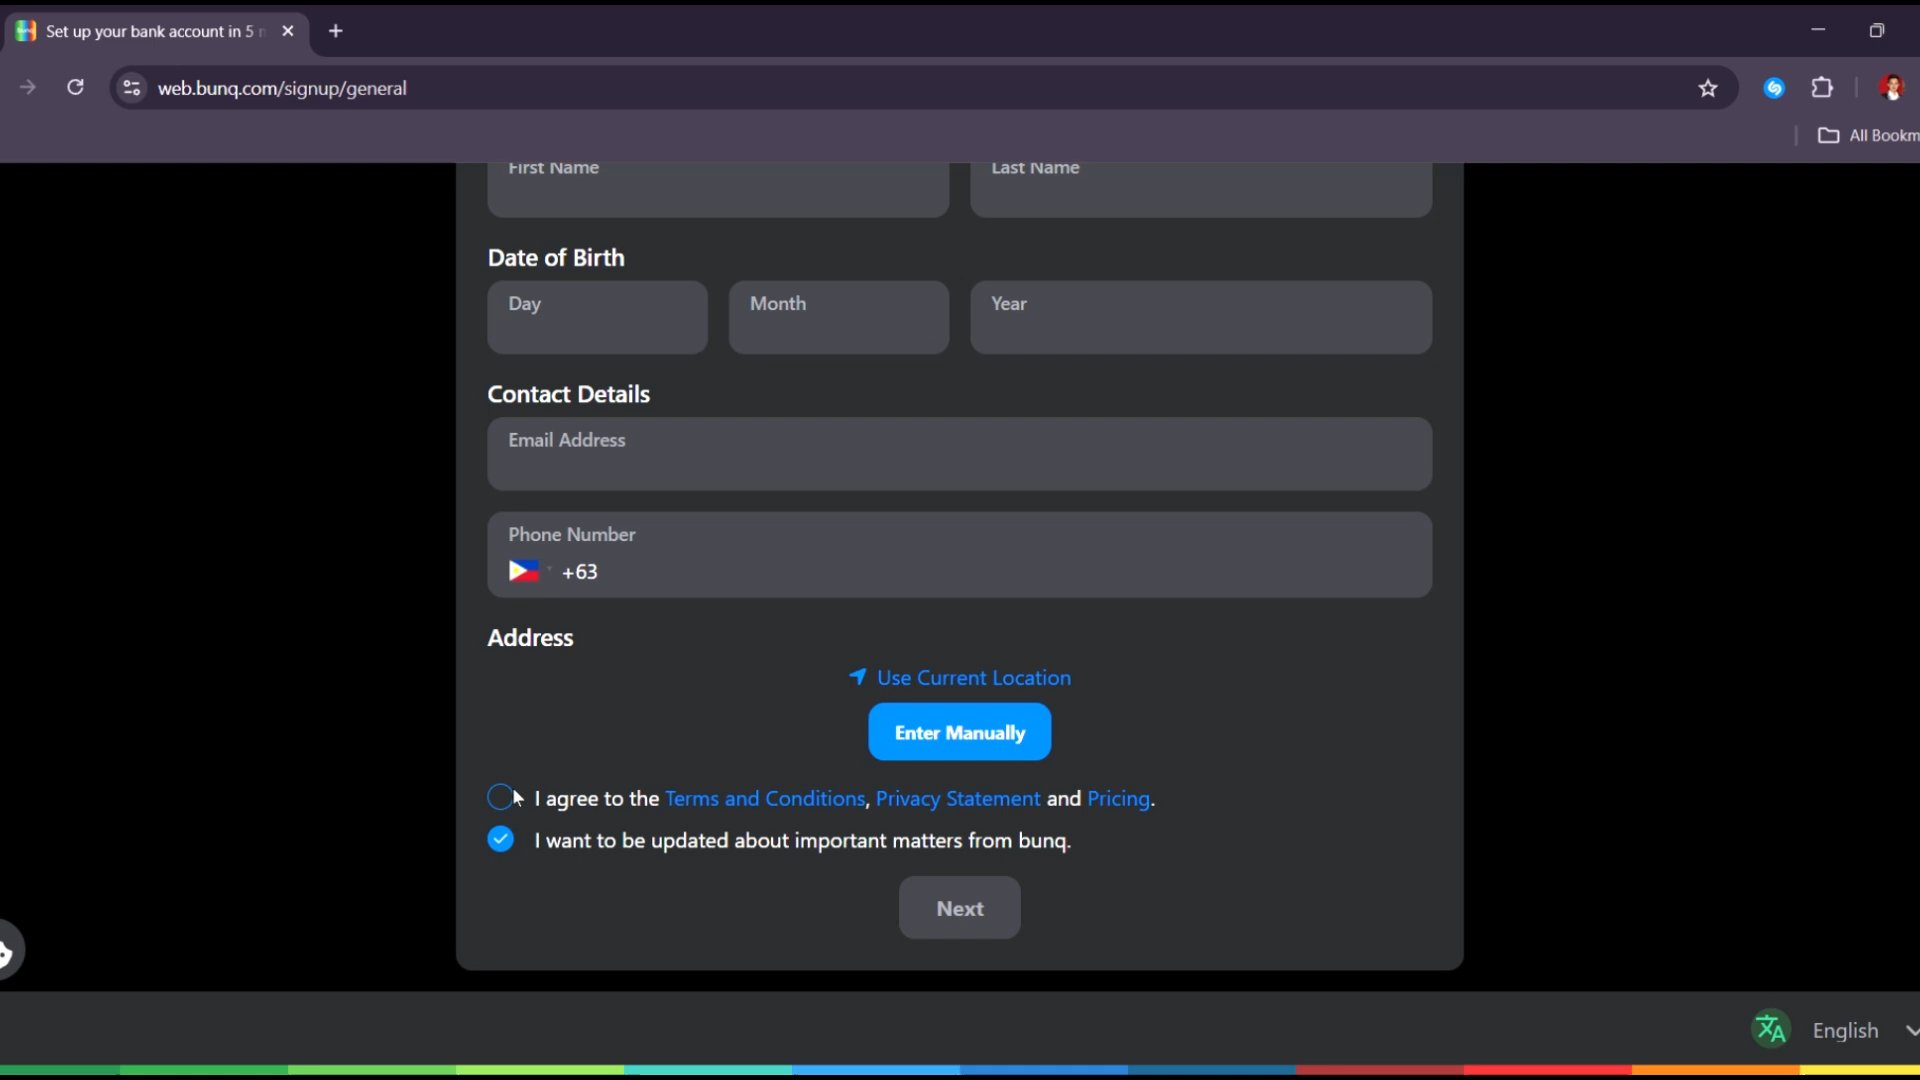 Set up your bank account in 5
web.bunq.com/signup/general
All Bookm
First Name
Last Name
Date of Birth
Day
Month
Year
Contact Details
Email Address
Phone Number
+63
Address
Use Current Location
Enter Manually
I agree to the Terms and Conditions, Privacy Statement and Pricing.
I want to be updated about important matters from bunq.
Next
English